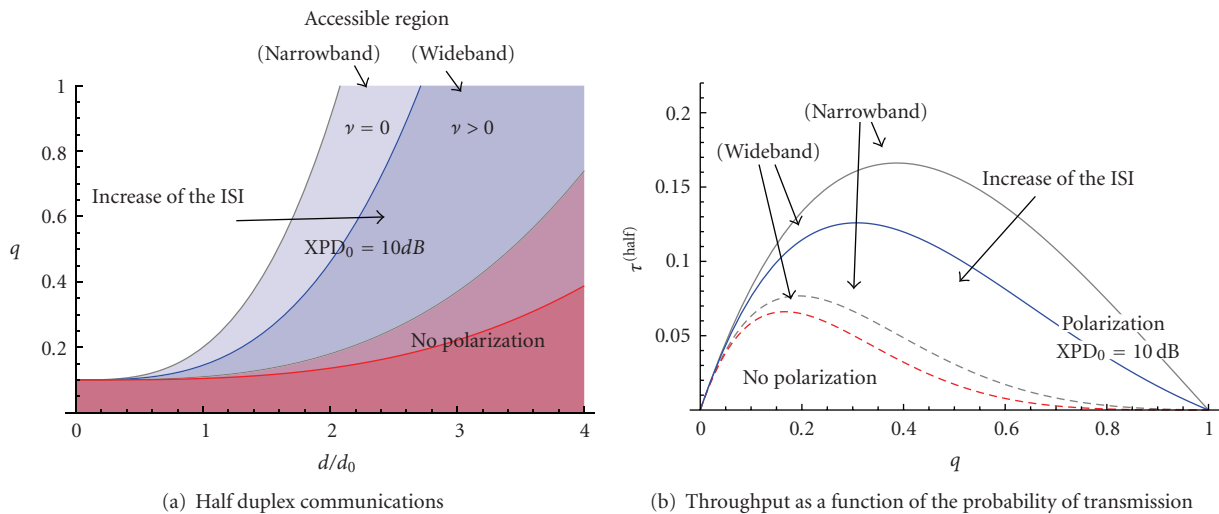 Accessible region
(Narrowband) (Wideband)
1
0.8
0.6
0.4
0.2
q
ν = 0
ν > 0
Increase of the ISI
XPD₀ = 10dB
No polarization
0 1 2 3 4
d/d₀
(a) Half duplex communications
0.2
0.15
0.1
0.05
τ⁽ʰᵃˡᶠ⁾
(Narrowband)
(Wideband)
Increase of the ISI
Polarization
XPD₀ = 10 dB
No polarization
0 0.2 0.4 0.6 0.8 1
q
(b) Throughput as a function of the probability of transmission